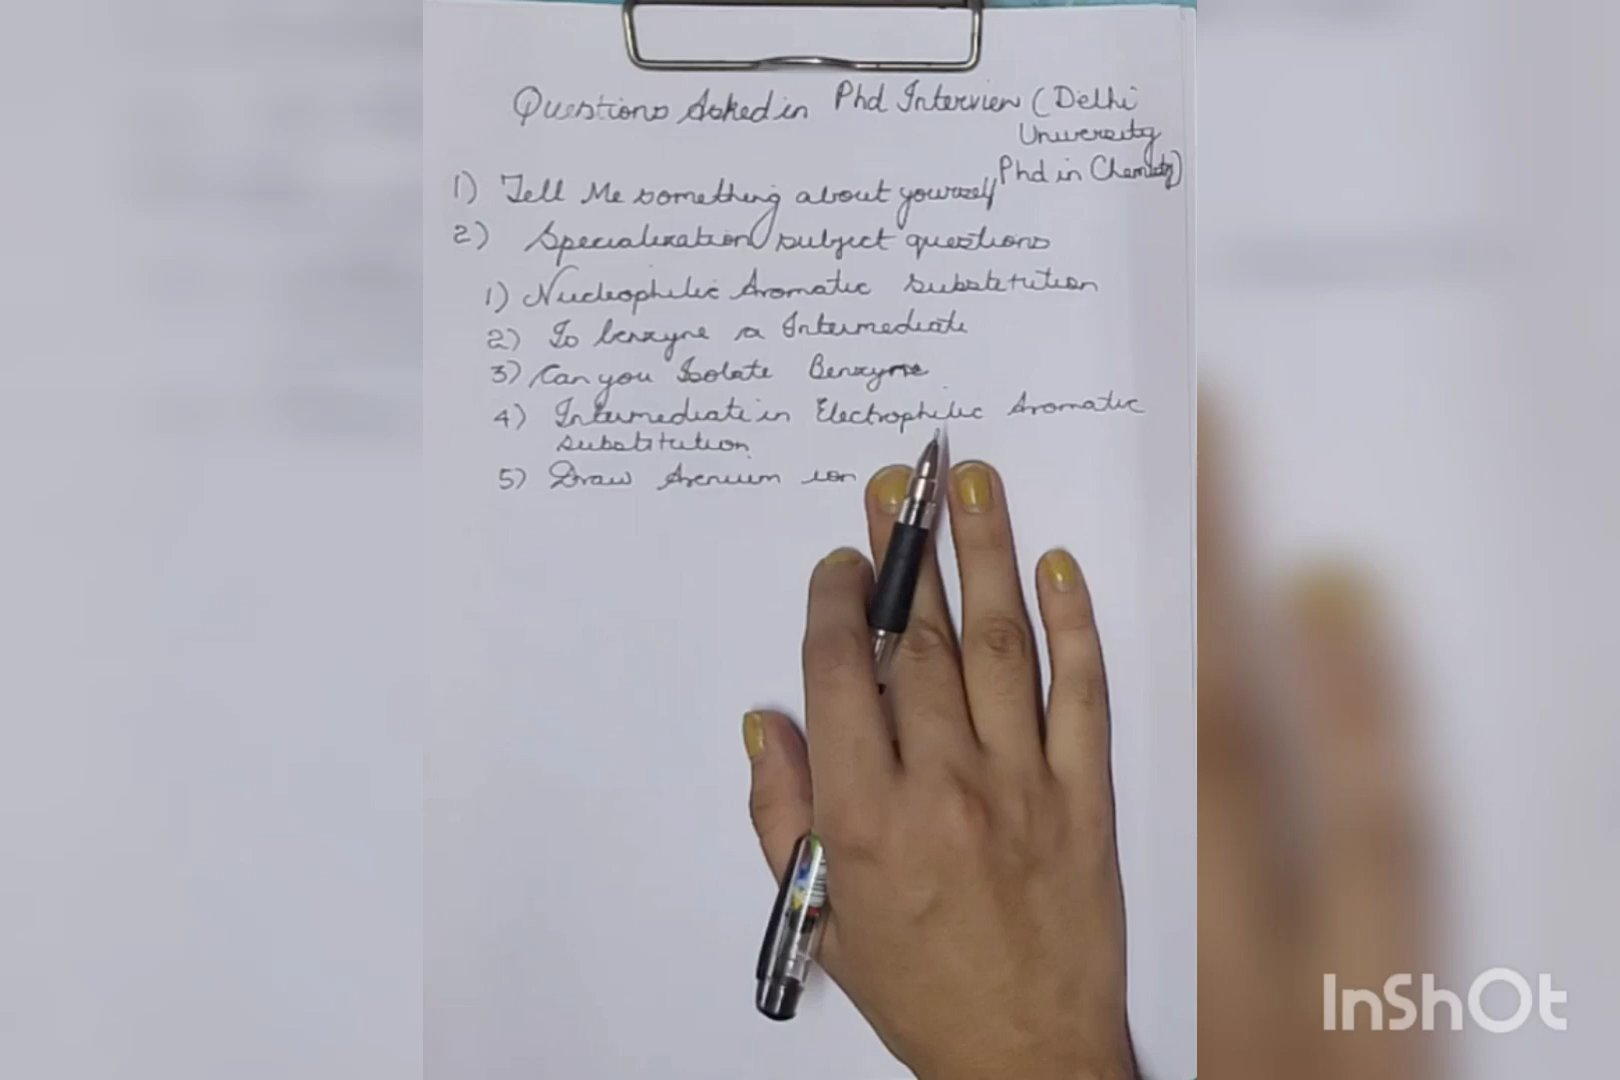 Questions Asked in Phd Interview (Delhi
University
Phd in Chemistry)
1) Tell Me something about yourself
2) Specialization subject questions
1) Nucleophilic Aromatic substitution
2) Is benzyne a Intermediate
3) Can you Isolate Benzyne
4) Intermediate in Electrophilic Aromatic
substitution
5) Draw Arenium ion
InShOt